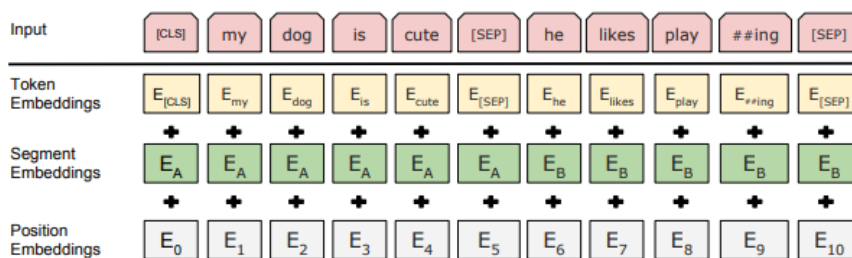 Input [CLS] my dog is cute [SEP] he likes play ##ing [SEP]
Token Embeddings E[CLS] Emy Edog Eis Ecute E[SEP] Ehe Elikes Eplay E##ing E[SEP]
+ + + + + + + + + + +
Segment Embeddings EA EA EA EA EA EA EB EB EB EB EB
+ + + + + + + + + + +
Position Embeddings E0 E1 E2 E3 E4 E5 E6 E7 E8 E9 E10